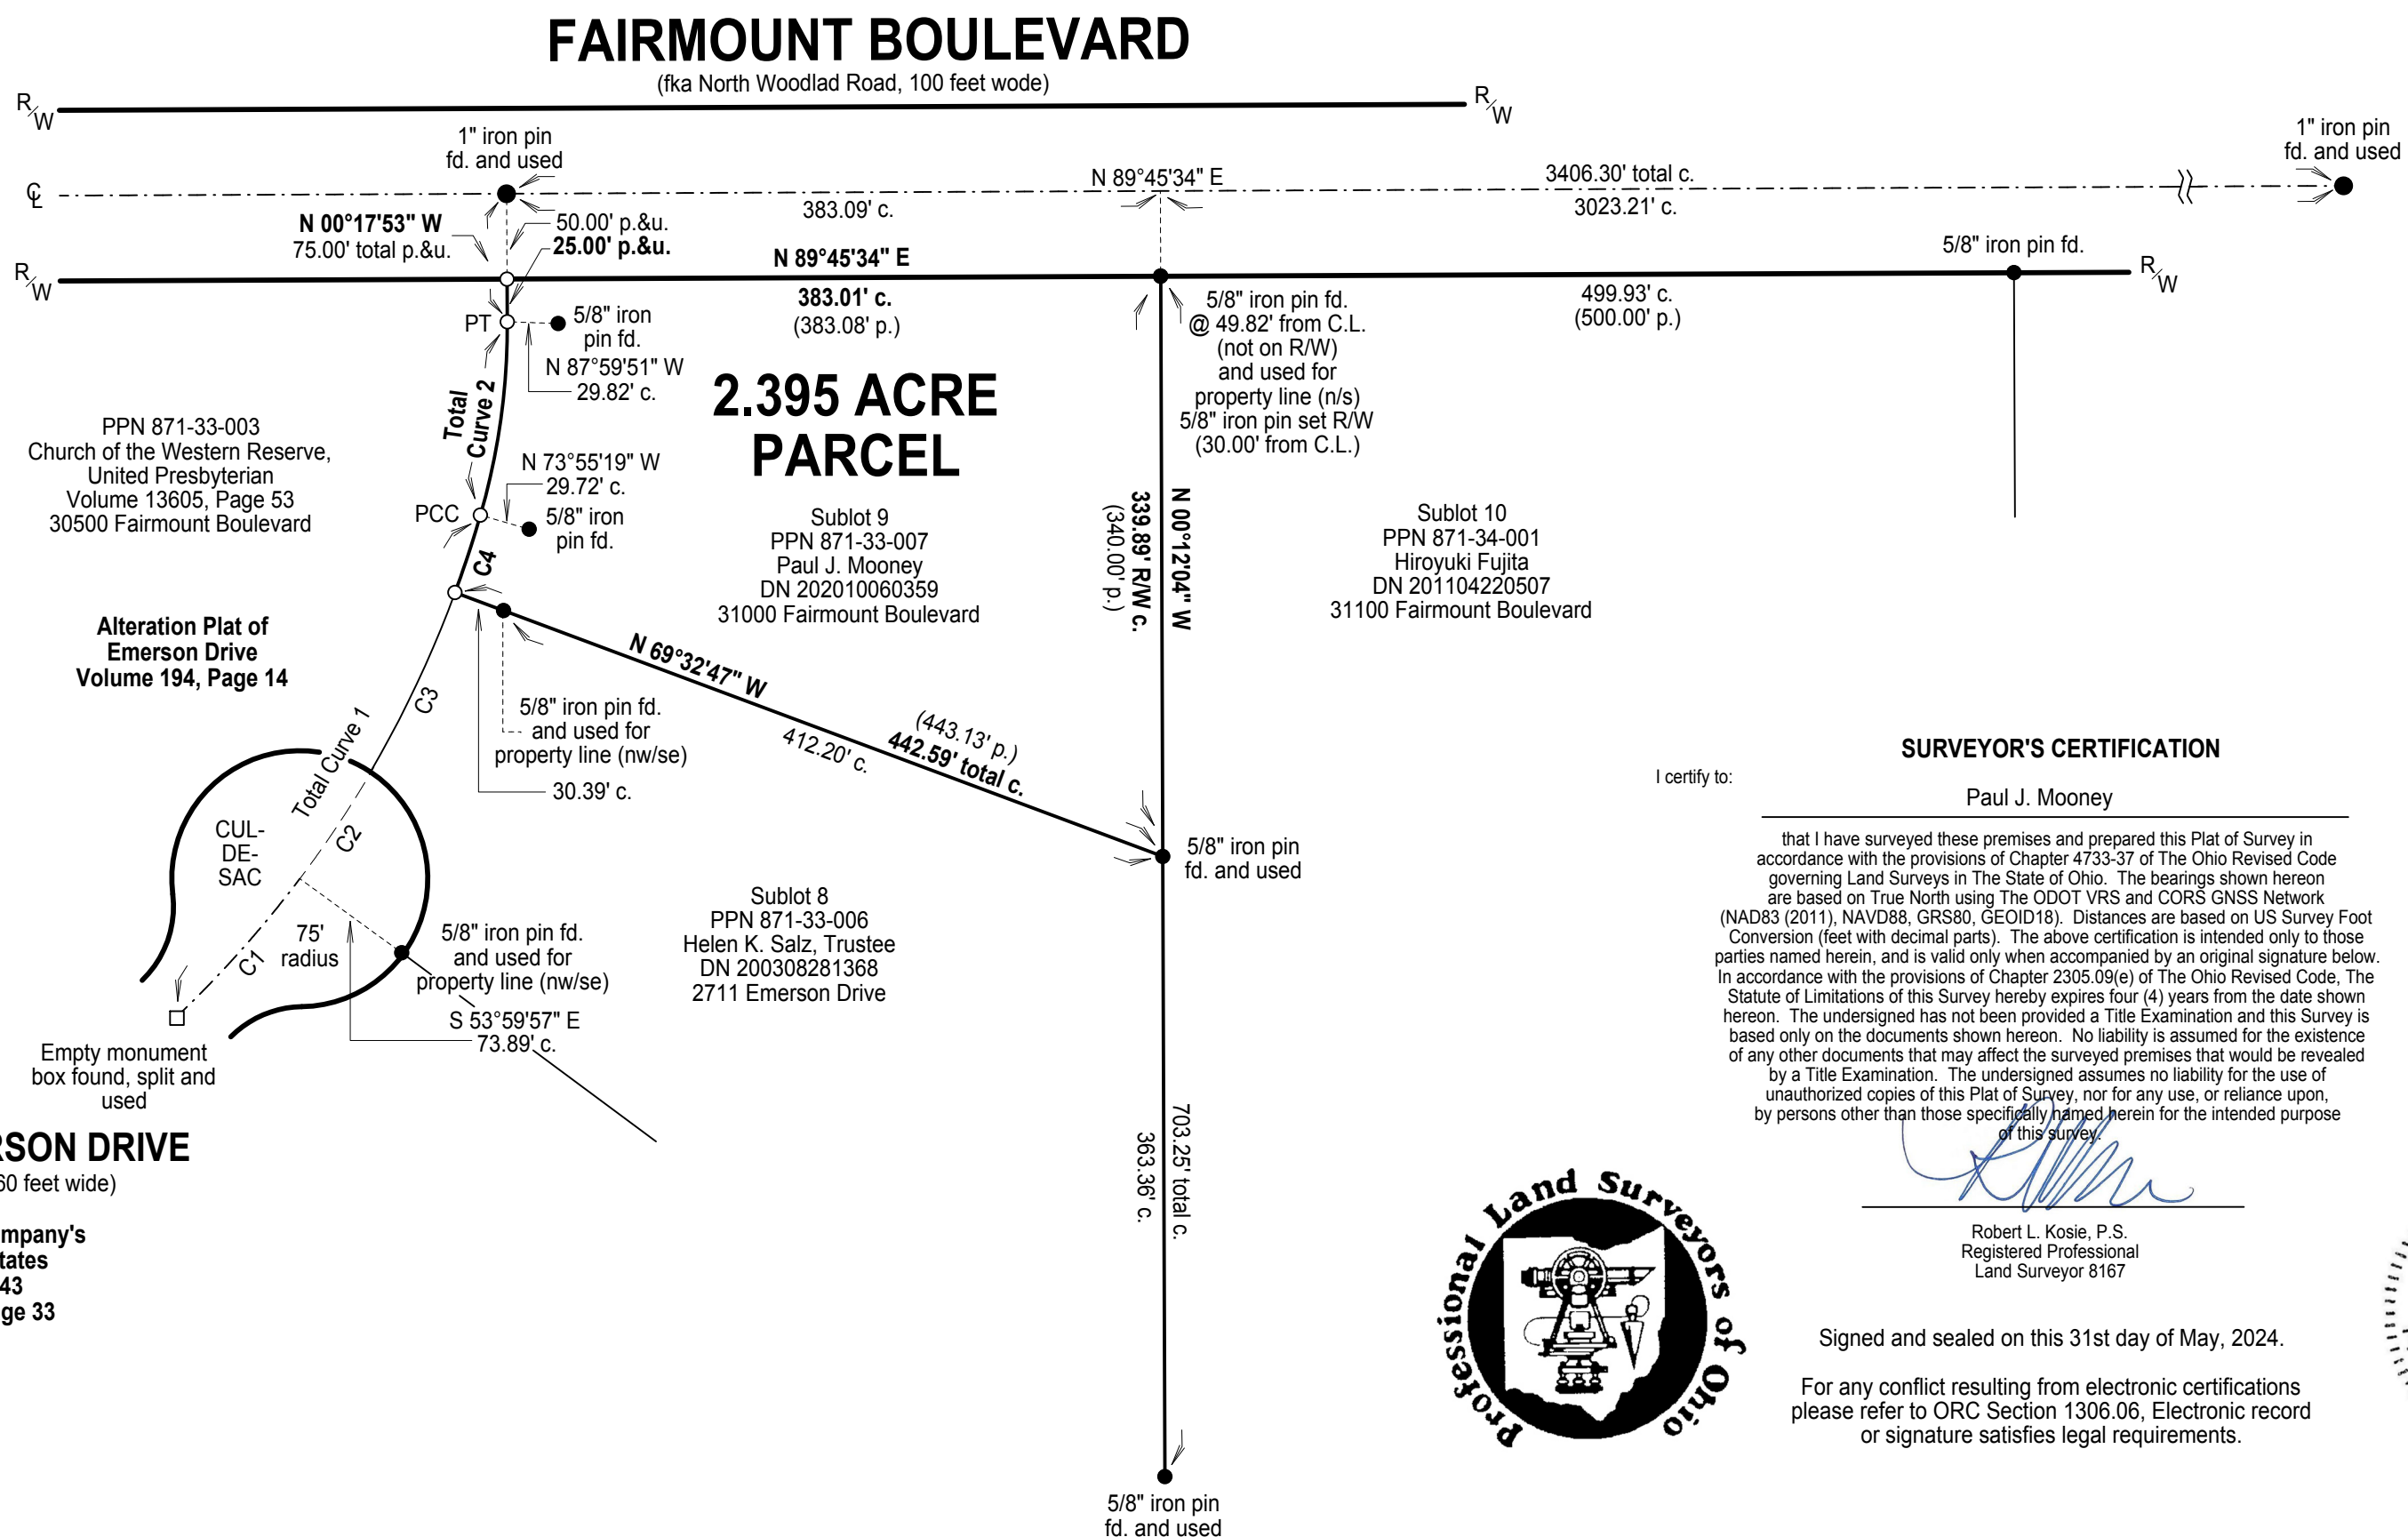 FAIRMOUNT BOULEVARD
(fka North Woodlad Road, 100 feet wode)
R/W
R/W
1" iron pin
fd. and used
1" iron pin
fd. and used
℄
N 89°45'34" E
3406.30' total c.
383.09' c.
3023.21' c.
N 00°17'53" W
75.00' total p.&u.
50.00' p.&u.
25.00' p.&u.
R/W
N 89°45'34" E
5/8" iron pin fd.
R/W
383.01' c.
(383.08' p.)
499.93' c.
(500.00' p.)
PT
5/8" iron
pin fd.
N 87°59'51" W
29.82' c.
5/8" iron pin fd.
@ 49.82' from C.L.
(not on R/W)
and used for
property line (n/s)
5/8" iron pin set R/W
(30.00' from C.L.)
Total
Curve 2
2.395 ACRE
PARCEL
PPN 871-33-003
Church of the Western Reserve,
United Presbyterian
Volume 13605, Page 53
30500 Fairmount Boulevard
N 73°55'19" W
29.72' c.
PCC
5/8" iron
pin fd.
C4
Sublot 9
PPN 871-33-007
Paul J. Mooney
DN 202010060359
31000 Fairmount Boulevard
N 00°12'04" W
339.89' R/W c.
(340.00' p.)
Sublot 10
PPN 871-34-001
Hiroyuki Fujita
DN 201104220507
31100 Fairmount Boulevard
Alteration Plat of
Emerson Drive
Volume 194, Page 14
N 69°32'47" W
(443.13' p.)
442.59' total c.
412.20' c.
5/8" iron pin fd.
and used for
property line (nw/se)
30.39' c.
C3
Total Curve 1
CUL-
DE-
SAC
C2
C1
75'
radius
5/8" iron pin fd.
and used for
property line (nw/se)
S 53°59'57" E
73.89' c.
5/8" iron pin
fd. and used
Sublot 8
PPN 871-33-006
Helen K. Salz, Trustee
DN 200308281368
2711 Emerson Drive
Empty monument
box found, split and
used
RSON DRIVE
60 feet wide)
mpany's
tates
43
ge 33
703.25' total c.
363.36' c.
5/8" iron pin
fd. and used
SURVEYOR'S CERTIFICATION
I certify to:
Paul J. Mooney
that I have surveyed these premises and prepared this Plat of Survey in
accordance with the provisions of Chapter 4733-37 of The Ohio Revised Code
governing Land Surveys in The State of Ohio. The bearings shown hereon
are based on True North using The ODOT VRS and CORS GNSS Network
(NAD83 (2011), NAVD88, GRS80, GEOID18). Distances are based on US Survey Foot
Conversion (feet with decimal parts). The above certification is intended only to those
parties named herein, and is valid only when accompanied by an original signature below.
In accordance with the provisions of Chapter 2305.09(e) of The Ohio Revised Code, The
Statute of Limitations of this Survey hereby expires four (4) years from the date shown
hereon. The undersigned has not been provided a Title Examination and this Survey is
based only on the documents shown hereon. No liability is assumed for the existence
of any other documents that may affect the surveyed premises that would be revealed
by a Title Examination. The undersigned assumes no liability for the use of
unauthorized copies of this Plat of Survey, nor for any use, or reliance upon,
by persons other than those specifically named herein for the intended purpose
of this survey.
Robert L. Kosie, P.S.
Registered Professional
Land Surveyor 8167
Professional Land Surveyors of Ohio
Signed and sealed on this 31st day of May, 2024.
For any conflict resulting from electronic certifications
please refer to ORC Section 1306.06, Electronic record
or signature satisfies legal requirements.